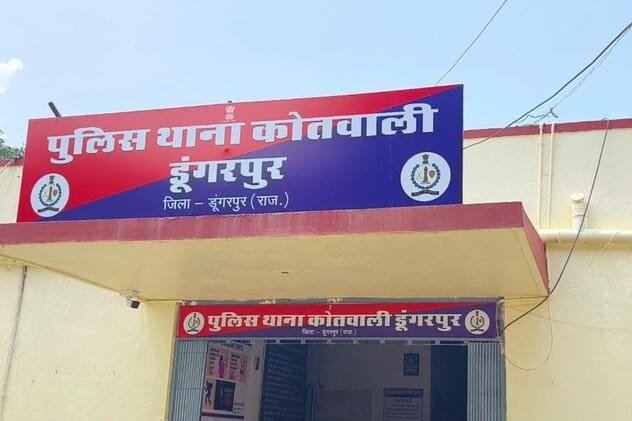 पुलिस थाना कोतवाली
डूंगरपुर
जिला – डूंगरपुर (राज.)
पुलिस थाना कोतवाली डूंगरपुर
जिला - डूंगरपुर (राज.)